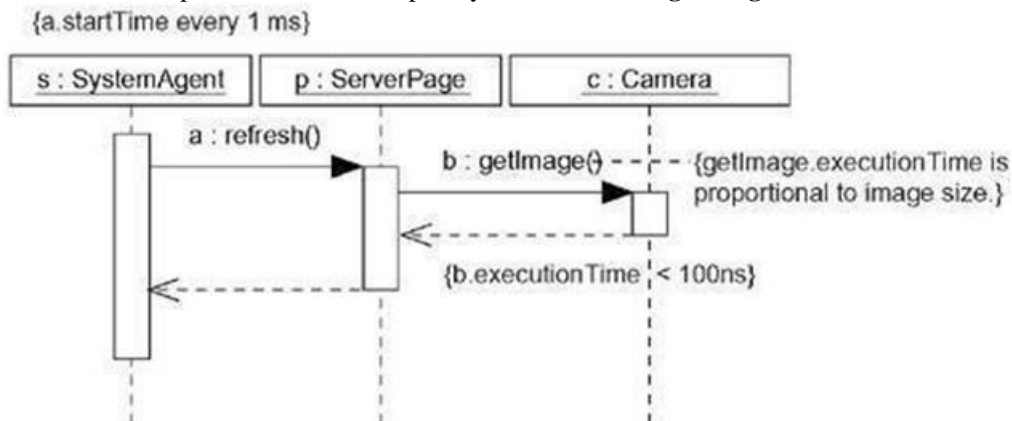 {a.startTime every 1 ms}
s : SystemAgent
p : ServerPage
c : Camera
a : refresh()
b : getImage()
{getImage.executionTime is
proportional to image size.}
{b.executionTime < 100ns}